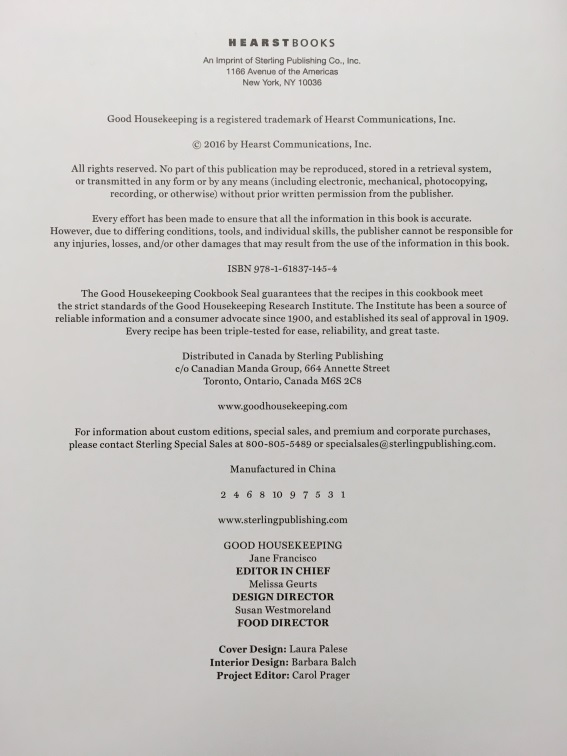 HEARSTBOOKS
An Imprint of Sterling Publishing Co., Inc.
1166 Avenue of the Americas
New York, NY 10036
Good Housekeeping is a registered trademark of Hearst Communications, Inc.
© 2016 by Hearst Communications, Inc.
All rights reserved. No part of this publication may be reproduced, stored in a retrieval system,
or transmitted in any form or by any means (including electronic, mechanical, photocopying,
recording, or otherwise) without prior written permission from the publisher.
Every effort has been made to ensure that all the information in this book is accurate.
However, due to differing conditions, tools, and individual skills, the publisher cannot be responsible for
any injuries, losses, and/or other damages that may result from the use of the information in this book.
ISBN 978-1-61837-145-4
The Good Housekeeping Cookbook Seal guarantees that the recipes in this cookbook meet
the strict standards of the Good Housekeeping Research Institute. The Institute has been a source of
reliable information and a consumer advocate since 1900, and established its seal of approval in 1909.
Every recipe has been triple-tested for ease, reliability, and great taste.
Distributed in Canada by Sterling Publishing
c/o Canadian Manda Group, 664 Annette Street
Toronto, Ontario, Canada M6S 2C8
www.goodhousekeeping.com
For information about custom editions, special sales, and premium and corporate purchases,
please contact Sterling Special Sales at 800-805-5489 or specialsales@sterlingpublishing.com.
Manufactured in China
2 4 6 8 10 9 7 5 3 1
www.sterlingpublishing.com
GOOD HOUSEKEEPING
Jane Francisco
EDITOR IN CHIEF
Melissa Geurts
DESIGN DIRECTOR
Susan Westmoreland
FOOD DIRECTOR
Cover Design: Laura Palese
Interior Design: Barbara Balch
Project Editor: Carol Prager